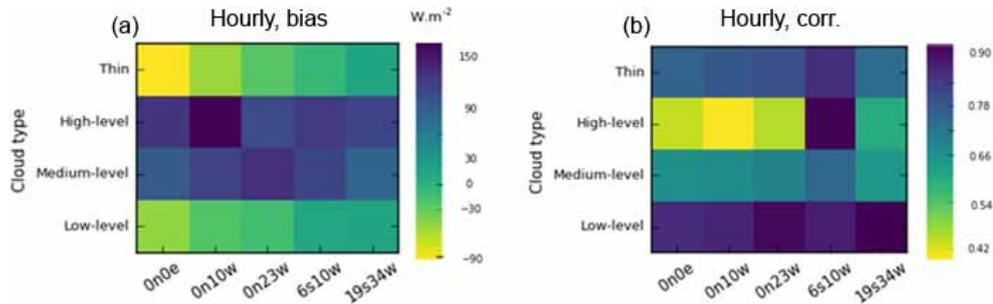 (a)
Hourly, bias
W.m-2
Cloud type
Thin
High-level
Medium-level
Low-level
0n0e
0n10w
0n23w
6s10w
19s34w
150
90
30
0
−30
−90
(b)
Hourly, corr.
Cloud type
Thin
High-level
Medium-level
Low-level
0n0e
0n10w
0n23w
6s10w
19s34w
0.90
0.78
0.66
0.54
0.42